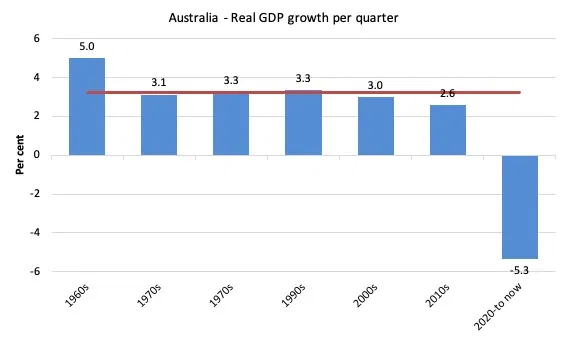 Australia - Real GDP growth per quarter
6
4
2
0
-2
-4
-6
Per cent
5.0
3.1
3.3
3.3
3.0
2.6
-5.3
1960s
1970s
1970s
1990s
2000s
2010s
2020-to now